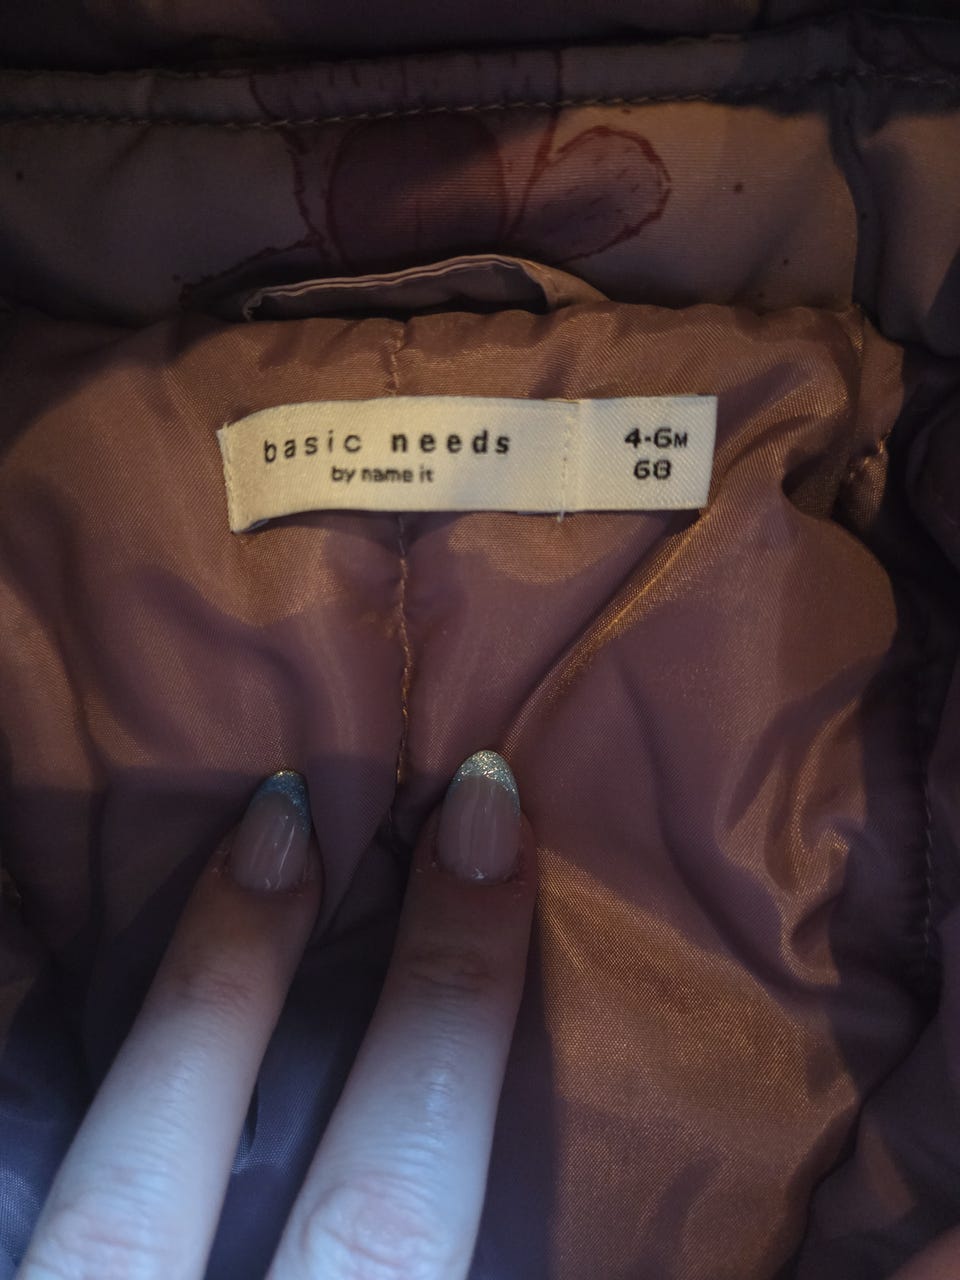 basic needs
by name it
4-6M
68